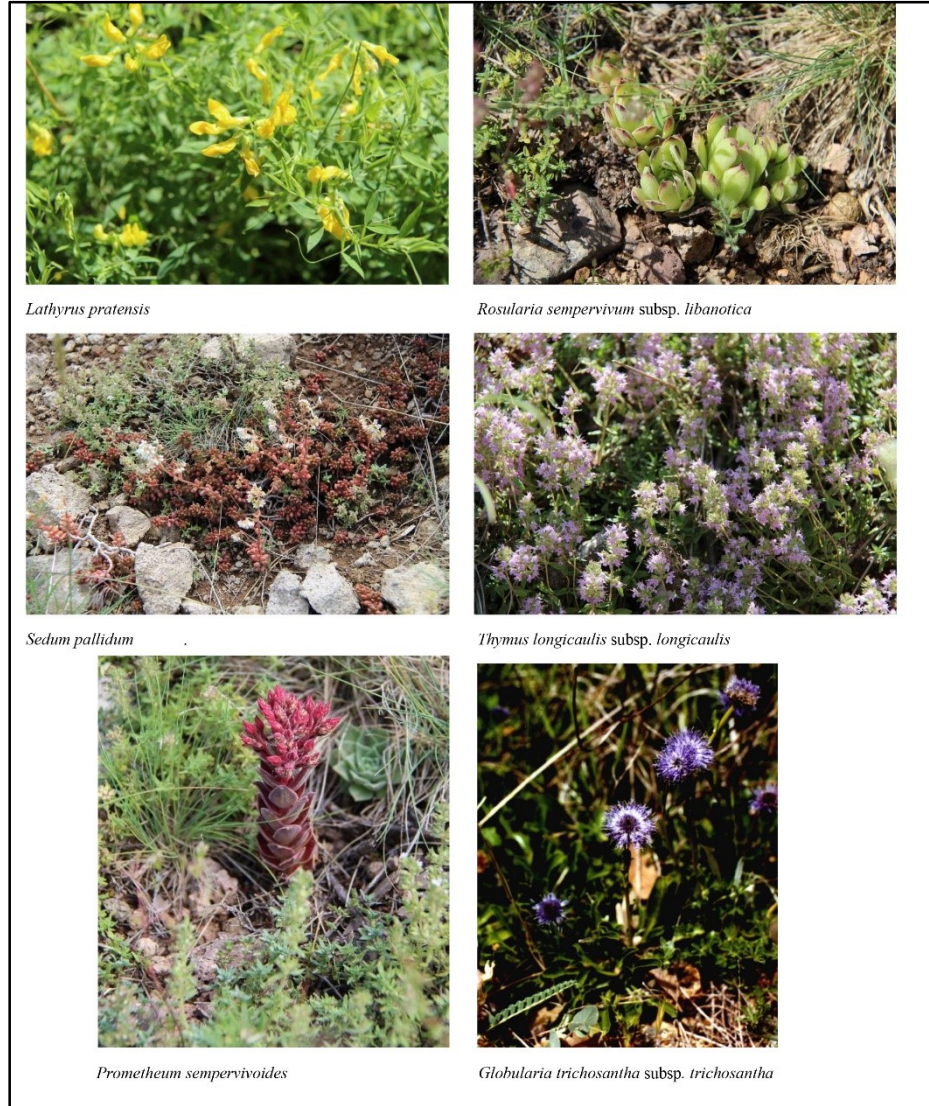 Lathyrus pratensis
Rosularia sempervivum subsp. libanotica
Sedum pallidum .
Thymus longicaulis subsp. longicaulis
Prometheum sempervivoides
Globularia trichosantha subsp. trichosantha